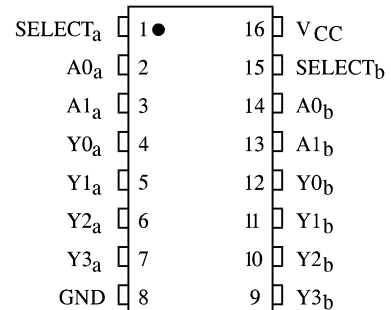 SELECTa 1 16 VCC
A0a 2 15 SELECTb
A1a 3 14 A0b
Y0a 4 13 A1b
Y1a 5 12 Y0b
Y2a 6 11 Y1b
Y3a 7 10 Y2b
GND 8 9 Y3b